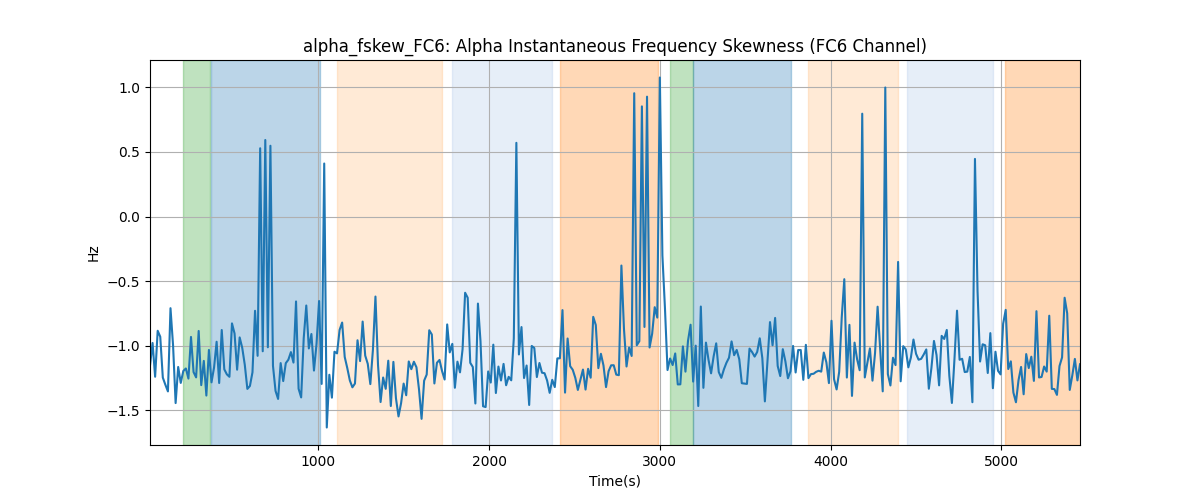 alpha_fskew_FC6: Alpha Instantaneous Frequency Skewness (FC6 Channel)
1.0
0.5
0.0
−0.5
−1.0
−1.5
Hz
1000 2000 3000 4000 5000
Time(s)